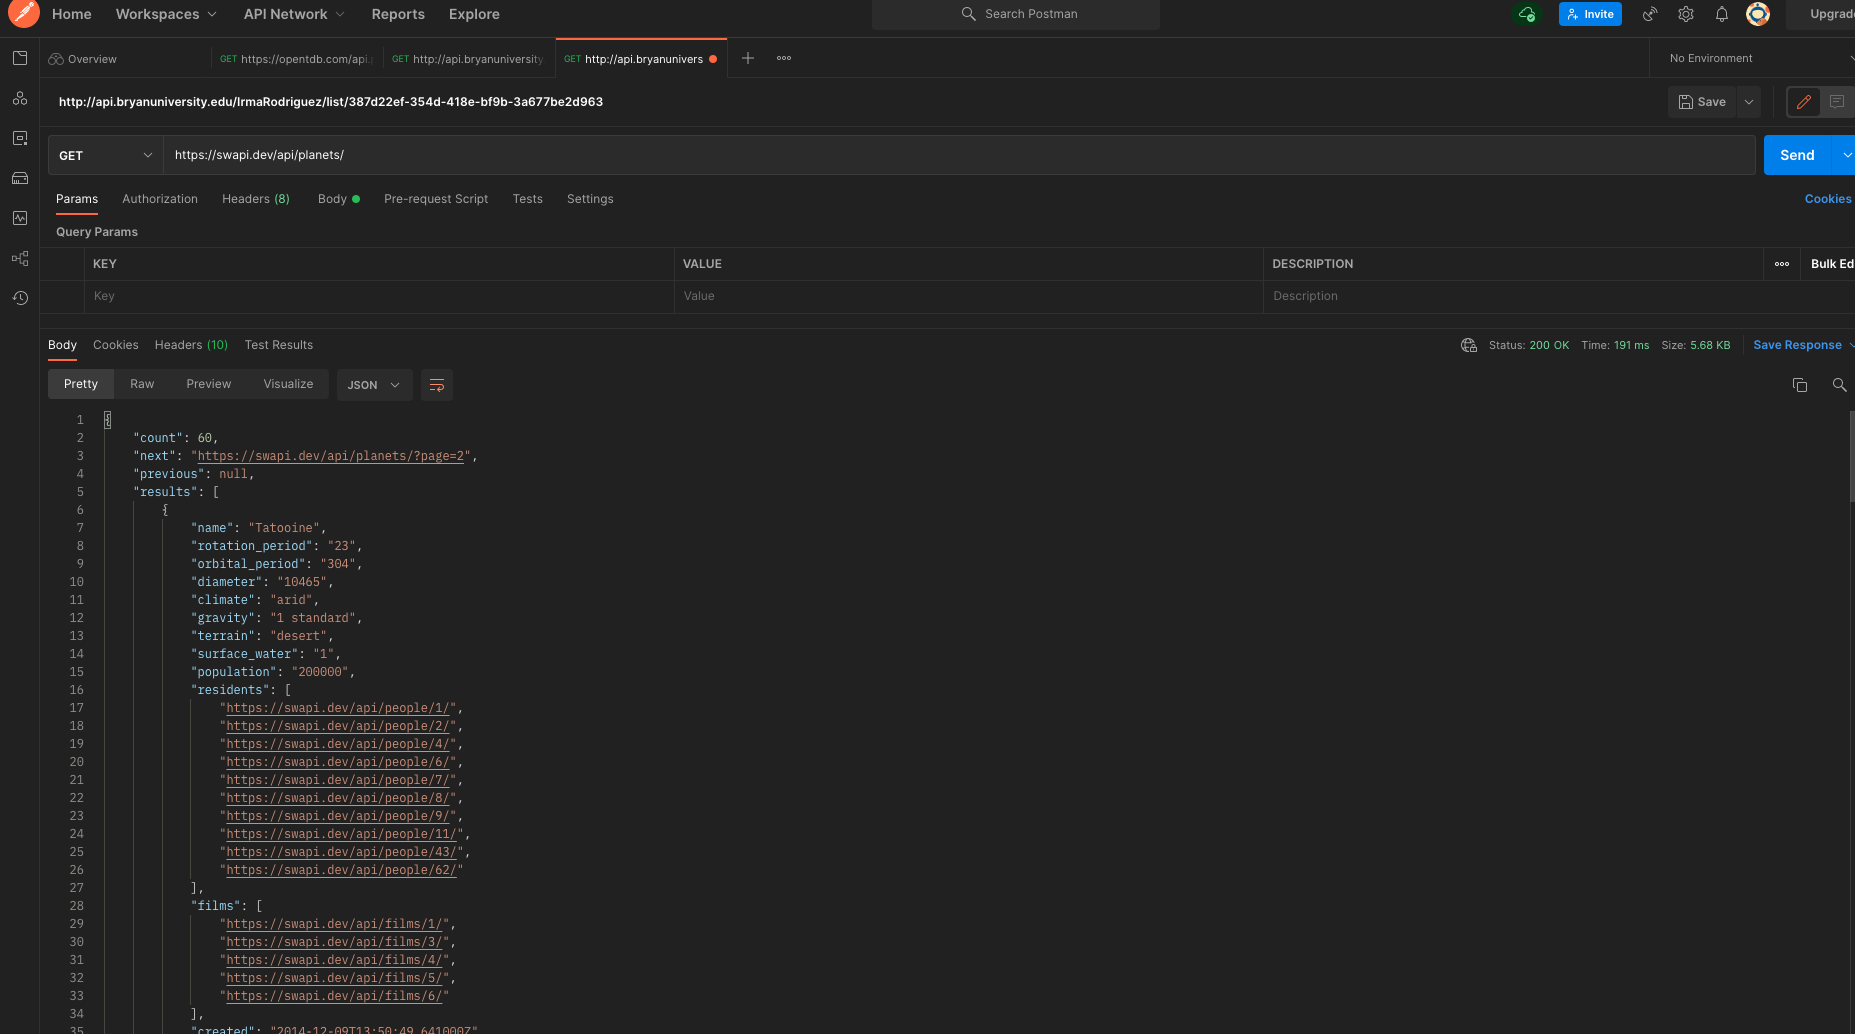 Home Workspaces API Network Reports Explore Search Postman Invite Upgrad
Overview GET https://opentdb.com/api. GET http://api.bryanuniversity. GET http://api.bryanunivers No Environment
http://api.bryanuniversity.edu/IrmaRodriguez/list/387d22ef-354d-418e-bf9b-3a677be2d963 Save
GET https://swapi.dev/api/planets/ Send
Params Authorization Headers (8) Body Pre-request Script Tests Settings Cookies
Query Params
KEY VALUE DESCRIPTION Bulk Ed
Key Value Description
Body Cookies Headers (10) Test Results Status: 200 OK Time: 191 ms Size: 5.68 KB Save Response
Pretty Raw Preview Visualize JSON
1 {
2 "count": 60,
3 "next": "https://swapi.dev/api/planets/?page=2",
4 "previous": null,
5 "results": [
6 {
7 "name": "Tatooine",
8 "rotation_period": "23",
9 "orbital_period": "304",
10 "diameter": "10465",
11 "climate": "arid",
12 "gravity": "1 standard",
13 "terrain": "desert",
14 "surface_water": "1",
15 "population": "200000",
16 "residents": [
17 "https://swapi.dev/api/people/1/",
18 "https://swapi.dev/api/people/2/",
19 "https://swapi.dev/api/people/4/",
20 "https://swapi.dev/api/people/6/",
21 "https://swapi.dev/api/people/7/",
22 "https://swapi.dev/api/people/8/",
23 "https://swapi.dev/api/people/9/",
24 "https://swapi.dev/api/people/11/",
25 "https://swapi.dev/api/people/43/",
26 "https://swapi.dev/api/people/62/"
27 ],
28 "films": [
29 "https://swapi.dev/api/films/1/",
30 "https://swapi.dev/api/films/3/",
31 "https://swapi.dev/api/films/4/",
32 "https://swapi.dev/api/films/5/",
33 "https://swapi.dev/api/films/6/"
34 ],
35 "created": "2014-12-09T13:50:49.641000Z"